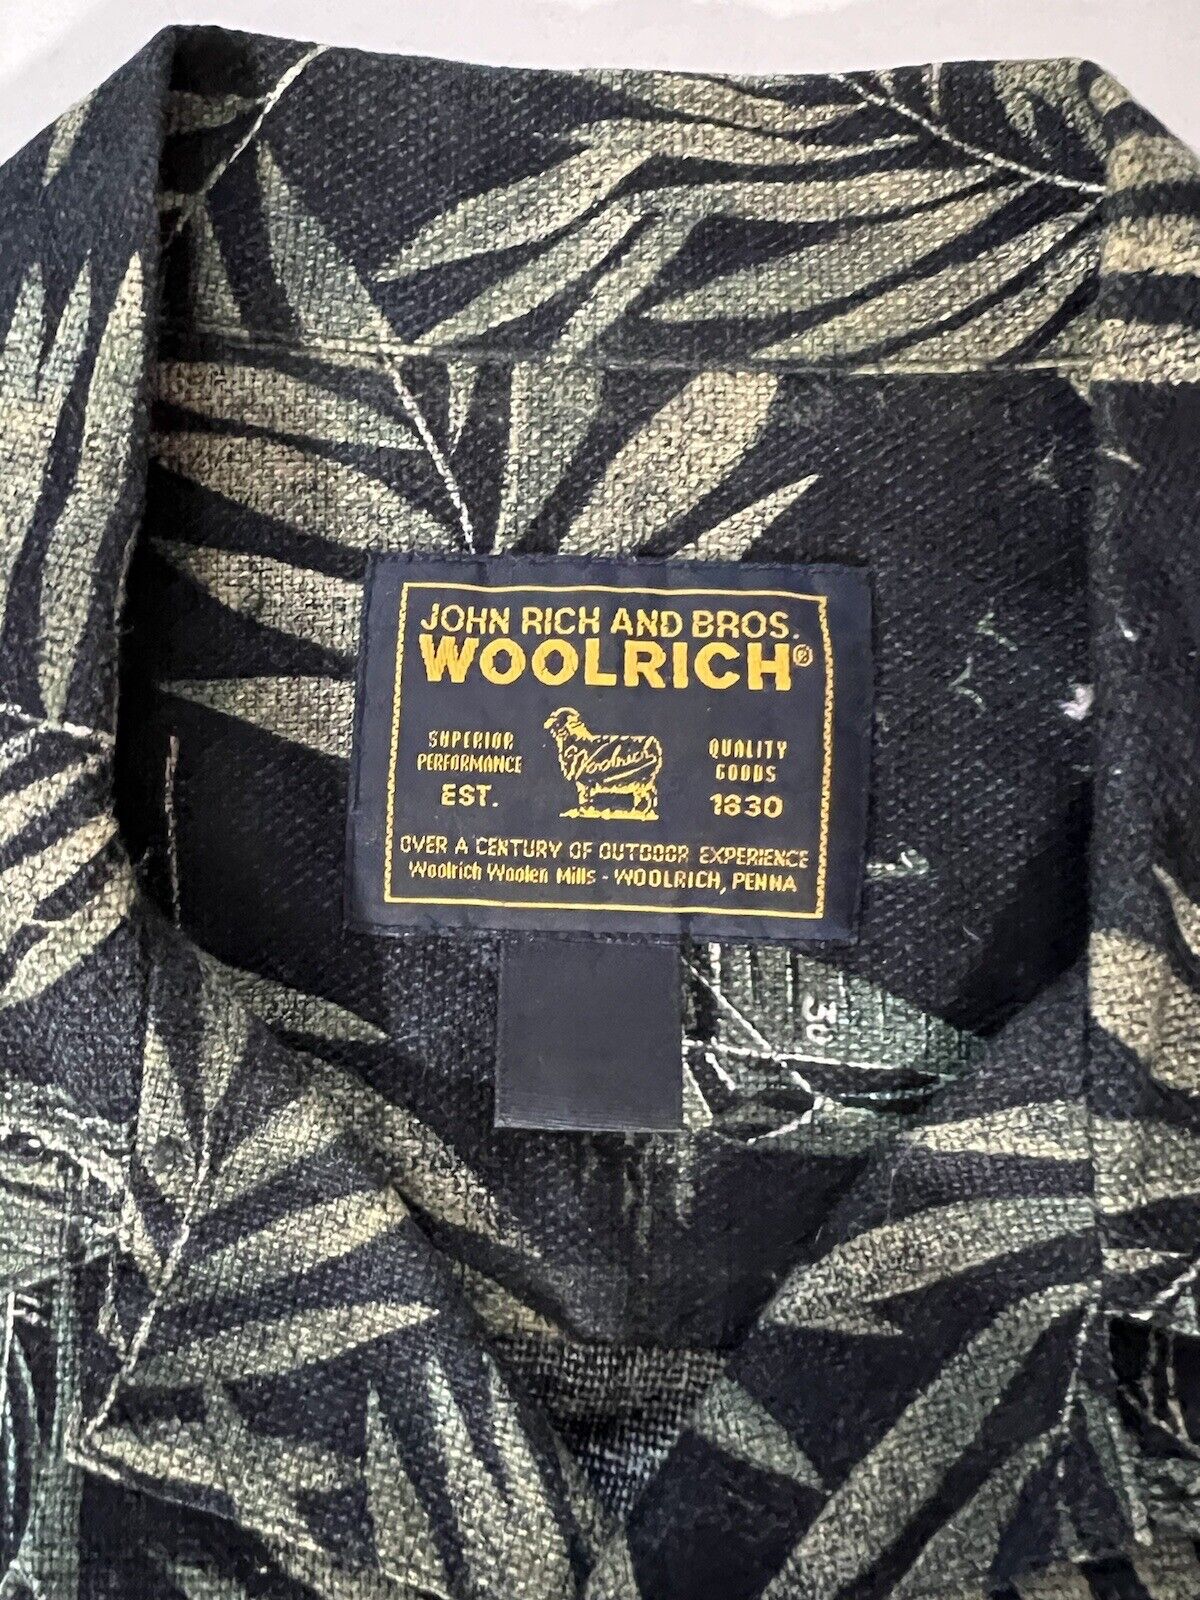 JOHN RICH AND BROS.
WOOLRICH®
SUPERIOR
PERFORMANCE
EST.
Woolrich
QUALITY
GOODS
1830
OVER A CENTURY OF OUTDOOR EXPERIENCE
Woolrich Woolen Mills - WOOLRICH, PENNA